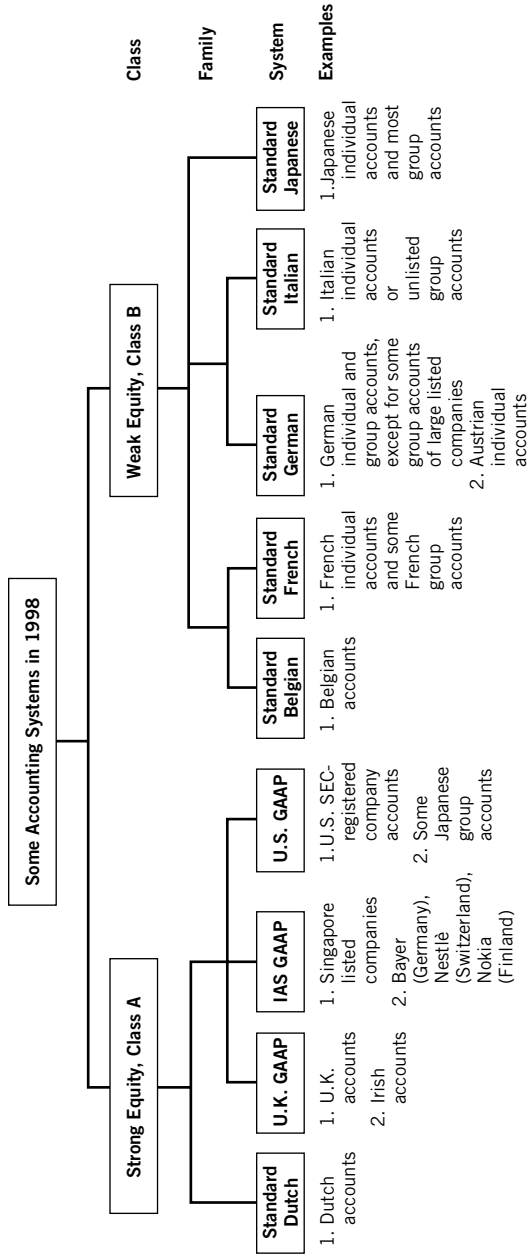 Some Accounting Systems in 1998
Class
Strong Equity, Class A
Weak Equity, Class B
Family
System
Standard
Dutch
U.K. GAAP
IAS GAAP
U.S. GAAP
Standard
Belgian
Standard
French
Standard
German
Standard
Italian
Standard
Japanese
Examples
1. Dutch
accounts
1. U.K.
accounts
2. Irish
accounts
1. Singapore
listed
companies
2. Bayer
(Germany),
Nestlè
(Switzerland),
Nokia
(Finland)
1.U.S. SEC-
registered
company
accounts
2. Some
Japanese
group
accounts
1. Belgian
accounts
1. French
individual
accounts
and some
French
group
accounts
1. German
individual and
group accounts,
except for some
group accounts
of large listed
companies
2. Austrian
individual
accounts
1. Italian
individual
accounts
or
unlisted
group
accounts
1.Japanese
individual
accounts
and most
group
accounts